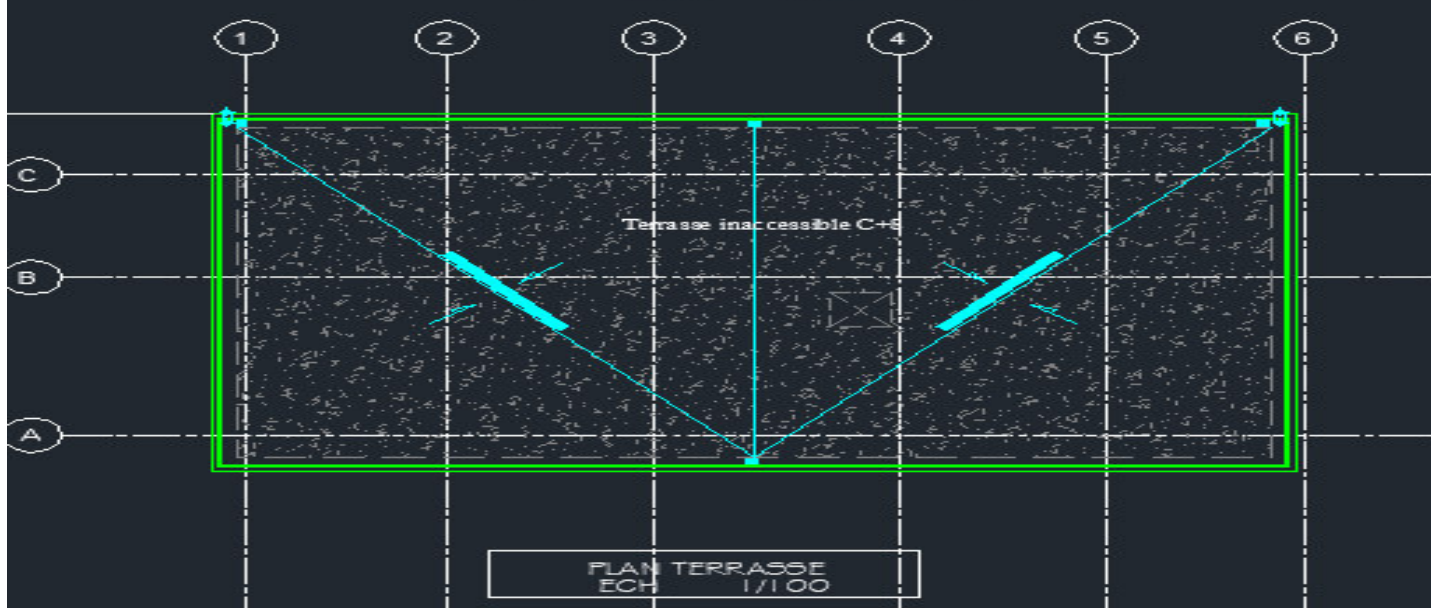 1 2 3 4 5 6
C
Terrasse inaccessible C+8
B
A
PLAN TERRASSE
ECH 1/100